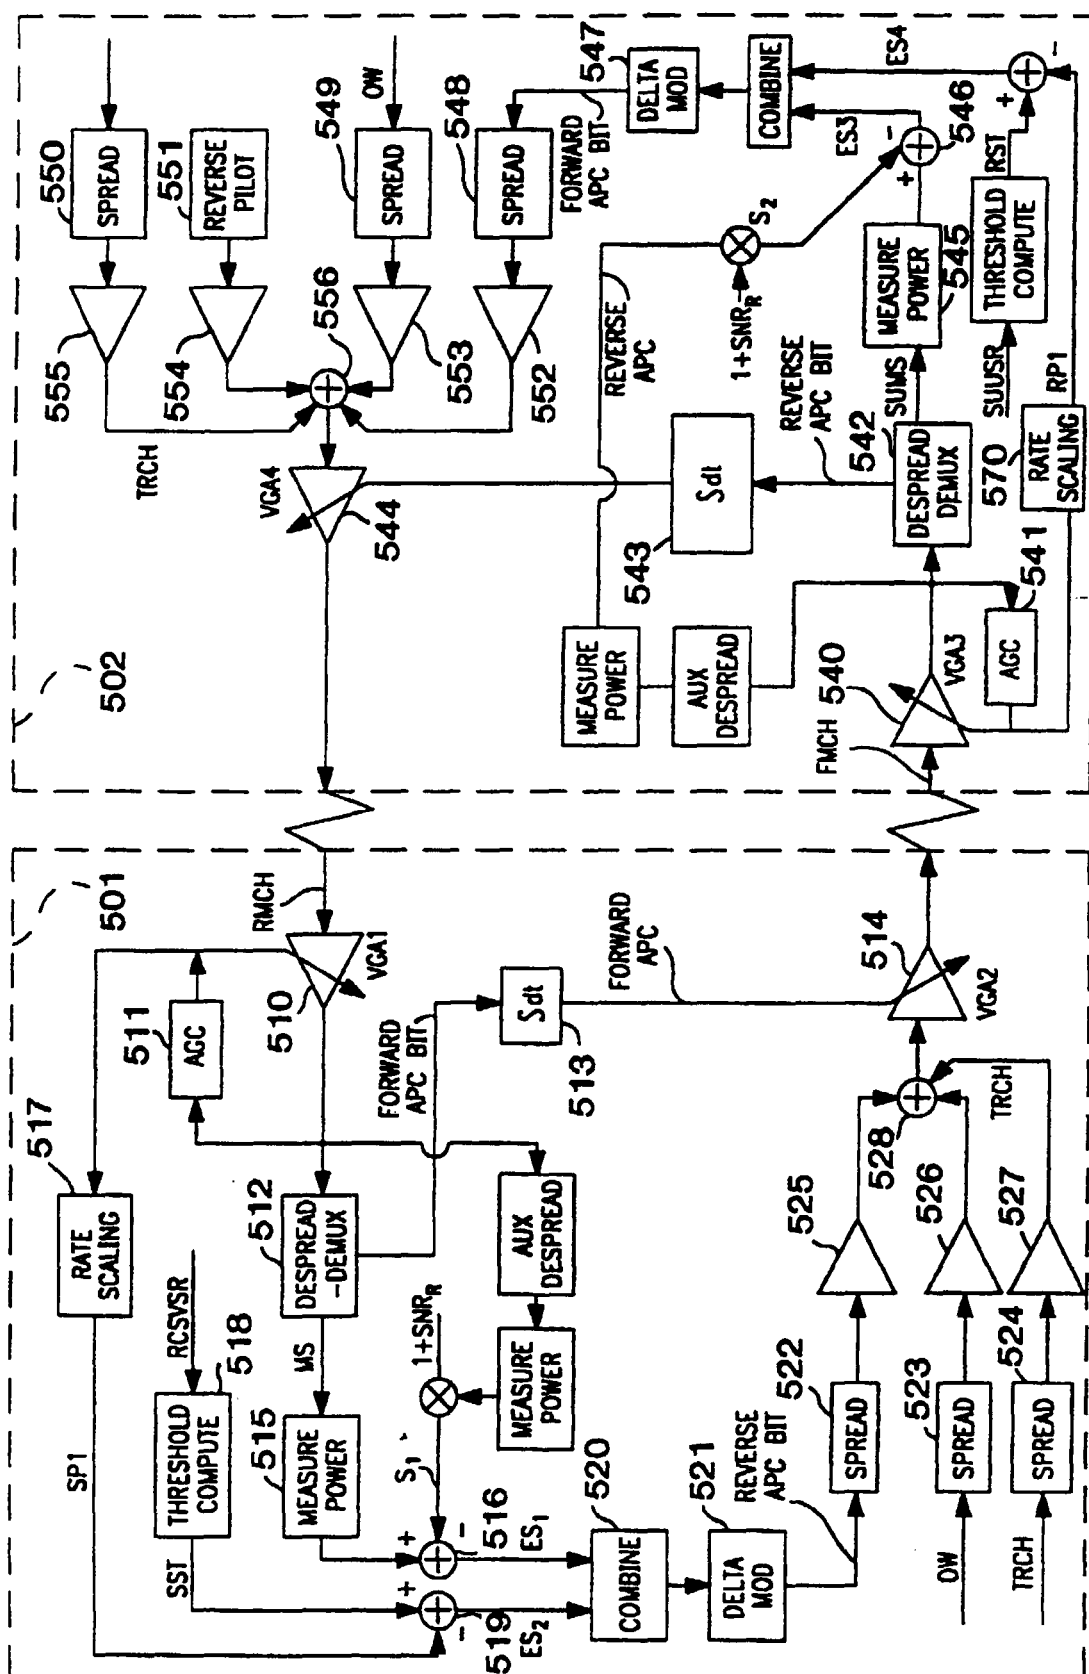 501
517
RATE
SCALING
SP1
RCSVSR
518
THRESHOLD
COMPUTE
SST
511
AGC
510
VGA1
RMCH
512
DESPREAD
-DEMUX
MS
515
MEASURE
POWER
FORWARD
APC BIT
∫dt
513
FORWARD
APC
AUX
DESPREAD
MEASURE
POWER
1+SNRR
S1
+
-
516
ES1
+
-
519
ES2
520
COMBINE
521
DELTA
MOD
REVERSE
APC BIT
522
SPREAD
525
OW
523
SPREAD
526
TRCH
524
SPREAD
527
TRCH
528
514
VGA2
502
550
SPREAD
551
REVERSE
PILOT
549
SPREAD
OW
548
SPREAD
FORWARD
APC BIT
547
DELTA
MOD
COMBINE
ES4
ES3
555
554
553
552
556
TRCH
VGA4
544
∫dt
543
REVERSE
APC
1+SNRR
S2
+
-
546
MEASURE
POWER
545
SUMS
REVERSE
APC BIT
542
DESPREAD
DEMUX
MEASURE
POWER
AUX
DESPREAD
FMCH
540
VGA3
AGC
541
570
RATE
SCALING
RP1
SUUSR
THRESHOLD
COMPUTE
RST
+
-